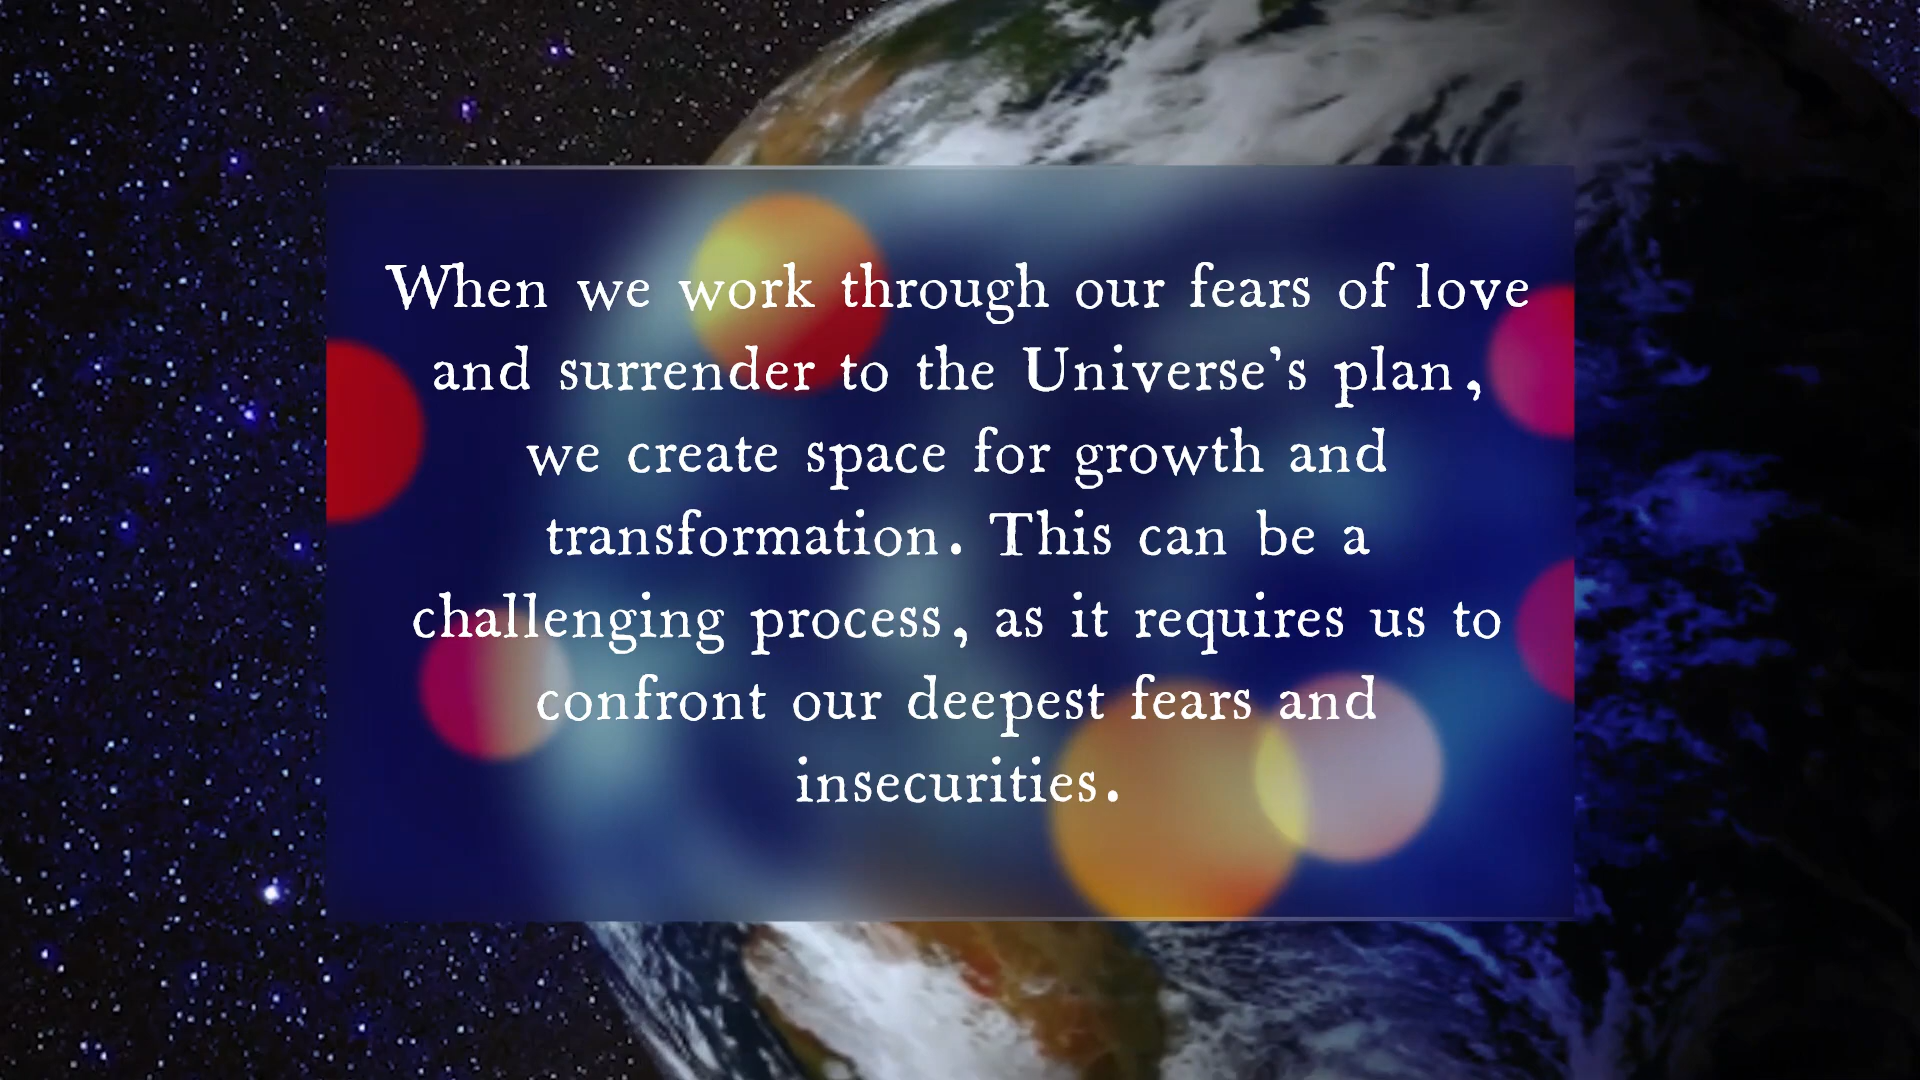 When we work through our fears of love
and surrender to the Universe's plan,
we create space for growth and
transformation. This can be a
challenging process, as it requires us to
confront our deepest fears and
insecurities.